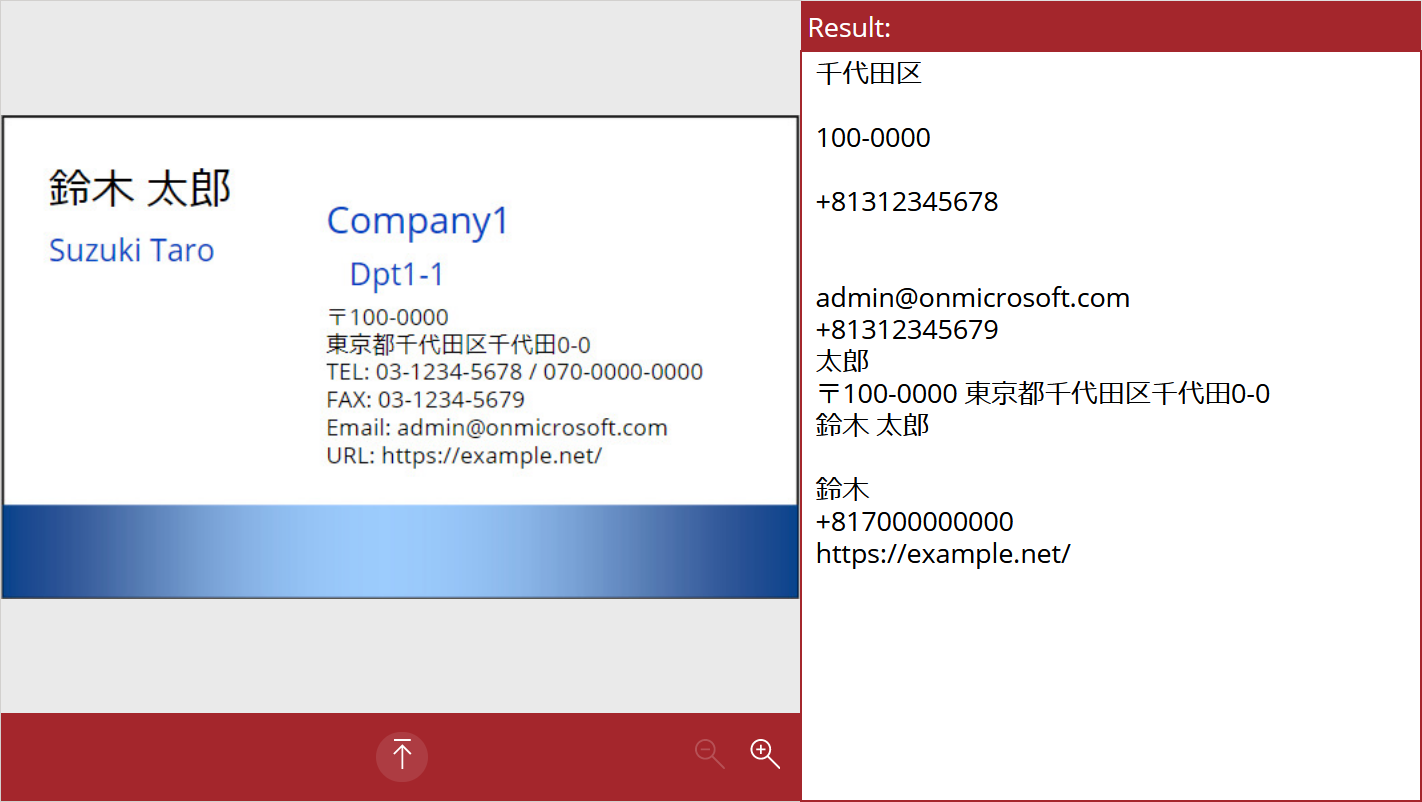 鈴木 太郎
Suzuki Taro
Company1
Dpt1-1
〒100-0000
東京都千代田区千代田0-0
TEL: 03-1234-5678 / 070-0000-0000
FAX: 03-1234-5679
Email: admin@onmicrosoft.com
URL: https://example.net/
Result:
千代田区
100-0000
+81312345678
admin@onmicrosoft.com
+81312345679
太郎
〒100-0000 東京都千代田区千代田0-0
鈴木 太郎
鈴木
+817000000000
https://example.net/